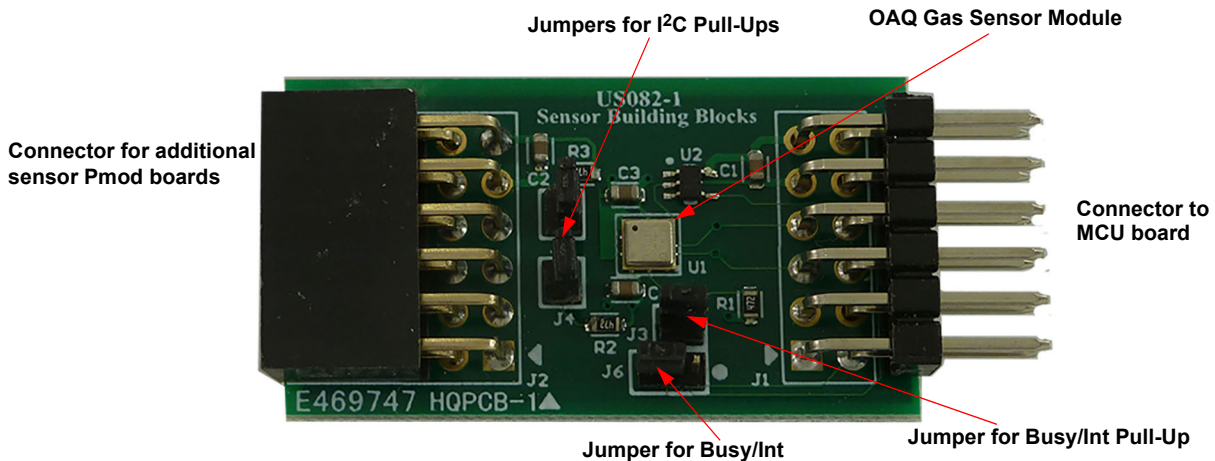 Jumpers for I²C Pull-Ups
OAQ Gas Sensor Module
US082-1
Sensor Building Blocks
Connector for additional
sensor Pmod boards
R3
U2
C2
C3
C1
Connector to
MCU board
U1
C
R1
472
J4
R2
J3
J6
J2
J1
E469747 HQPCB-1
Jumper for Busy/Int
Jumper for Busy/Int Pull-Up